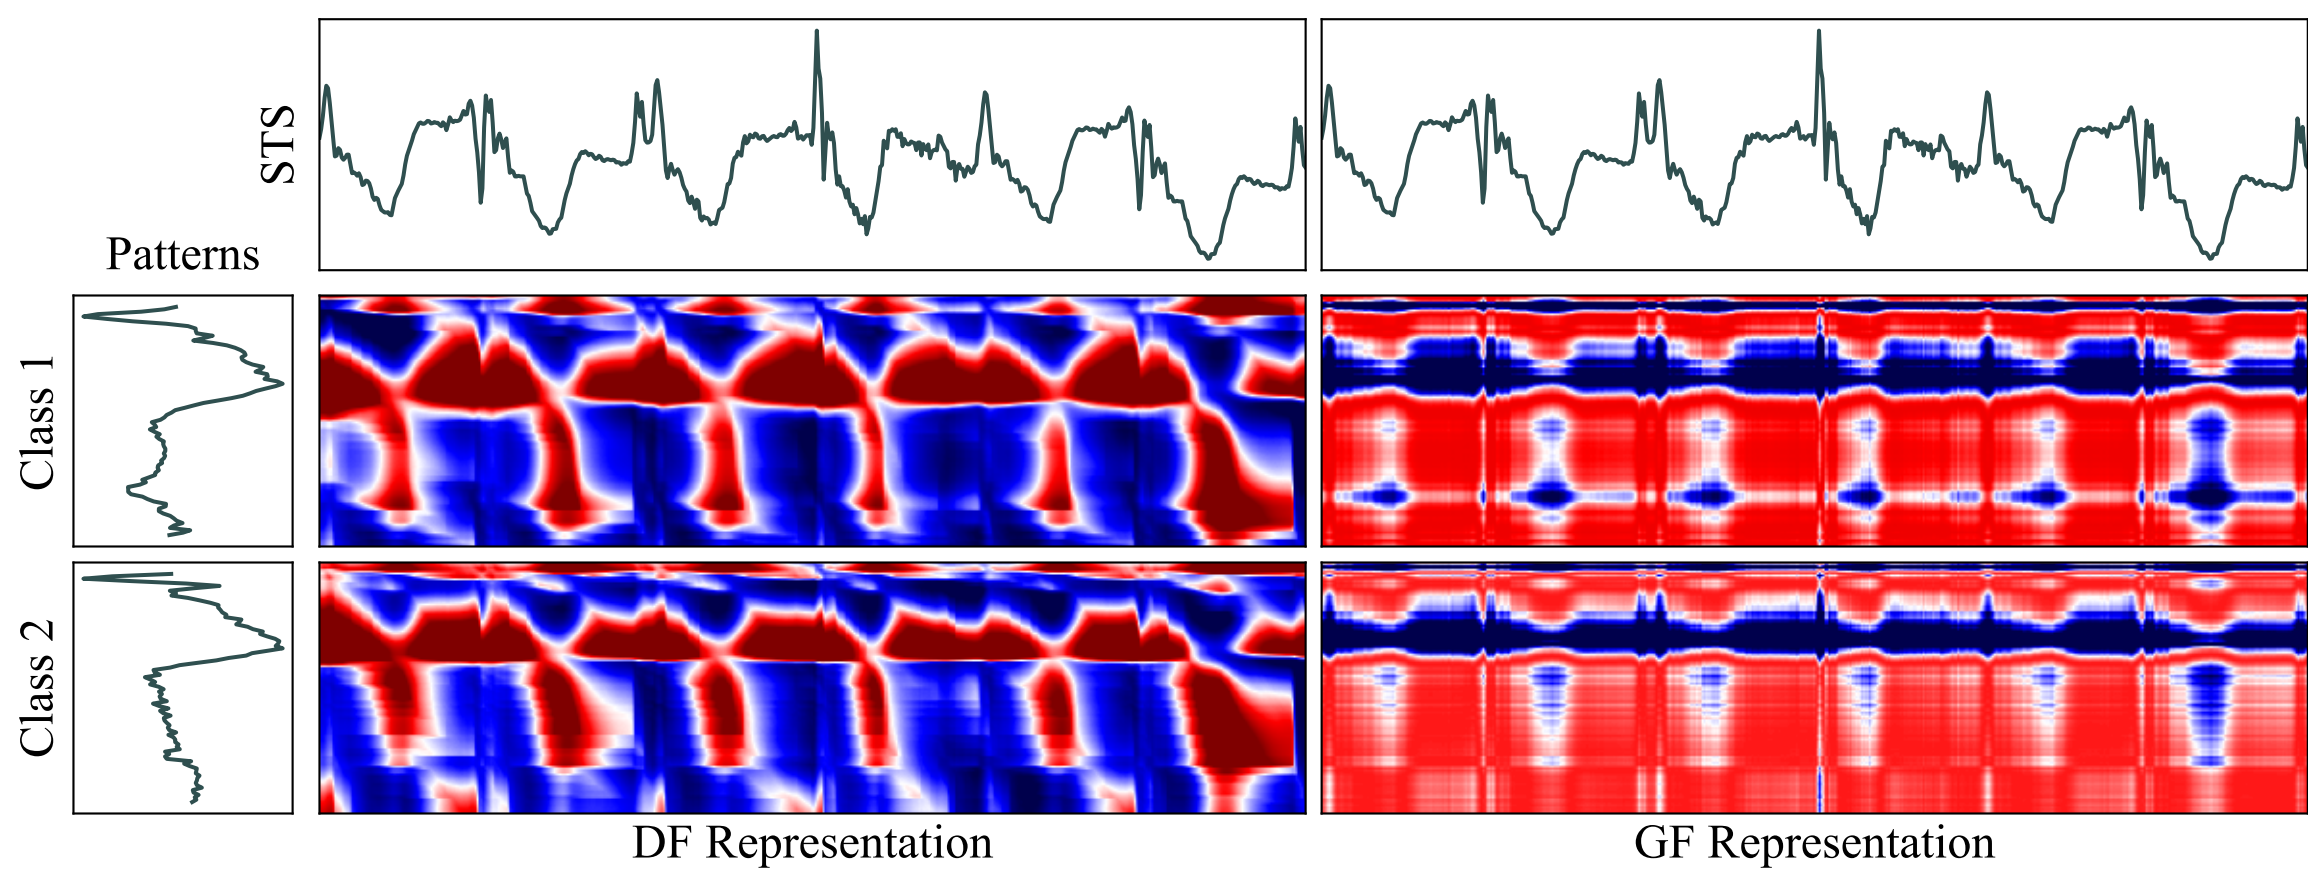 STS
Patterns
Class 1
Class 2
DF Representation
GF Representation